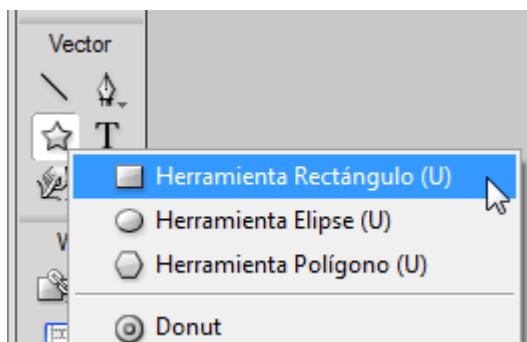 Vector
T
Herramienta Rectángulo (U)
Herramienta Elipse (U)
Herramienta Polígono (U)
Donut